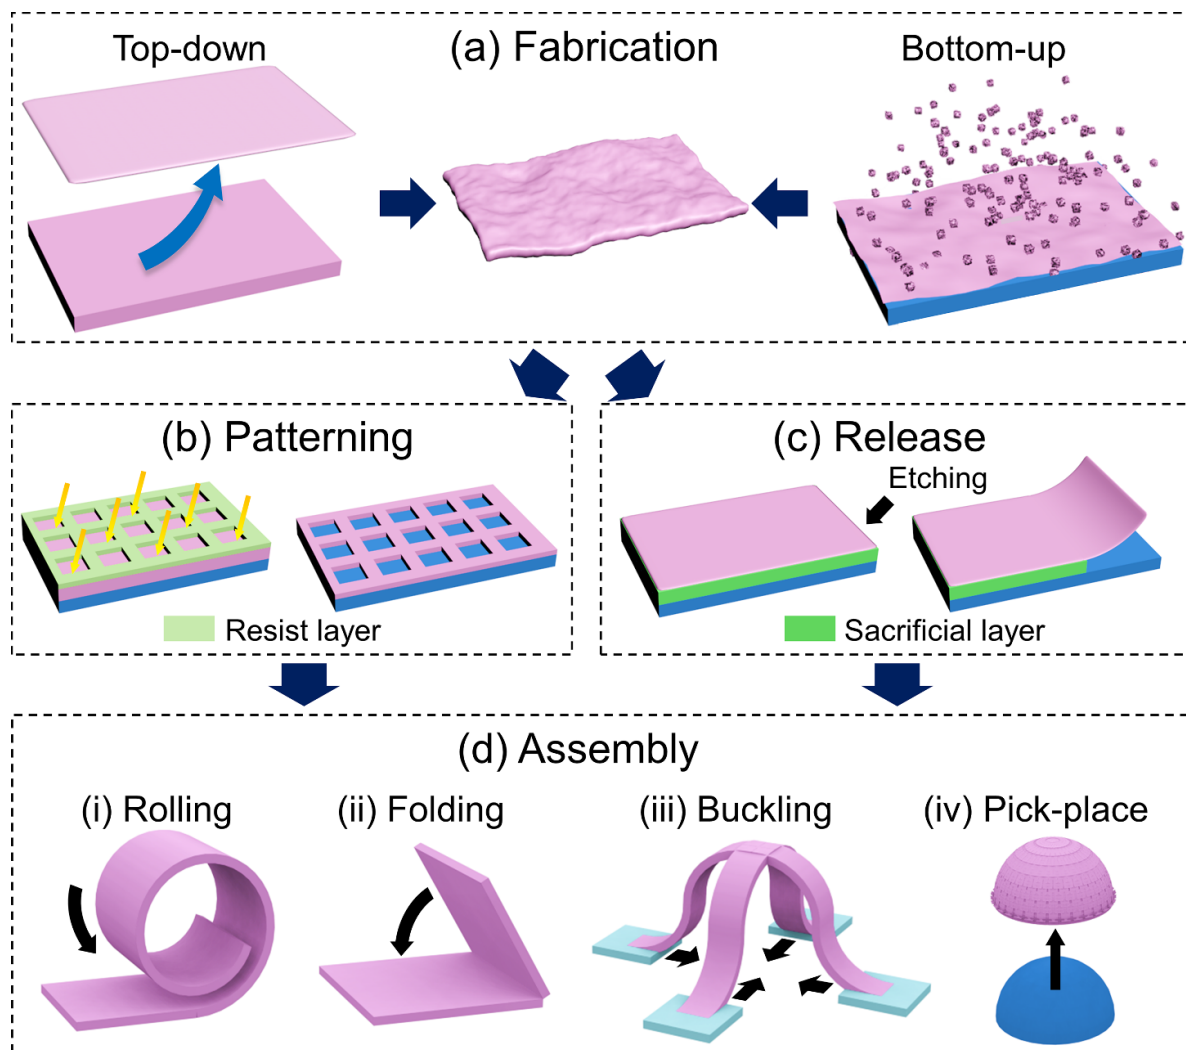 Top-down
(a) Fabrication
Bottom-up
(b) Patterning
Resist layer
(c) Release
Etching
Sacrificial layer
(d) Assembly
(i) Rolling
(ii) Folding
(iii) Buckling
(iv) Pick-place